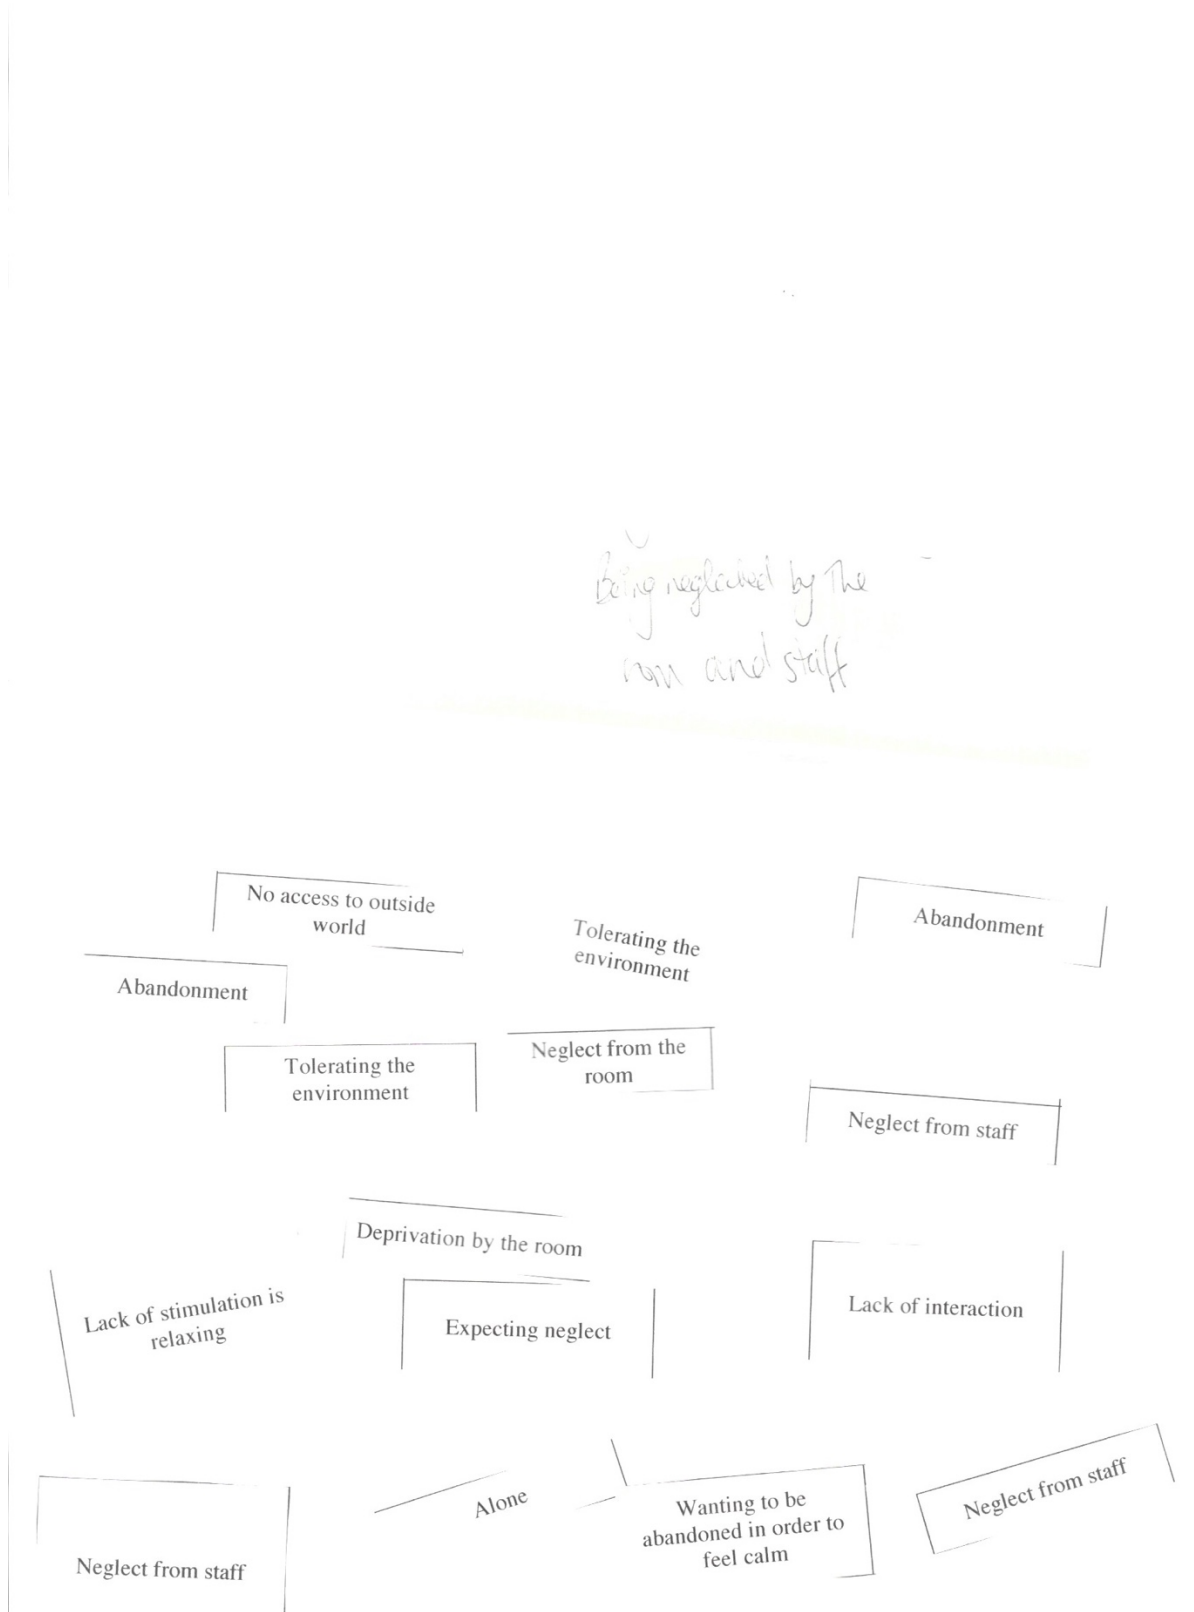 Being neglected by The
room and staff
No access to outside
world
Tolerating the
environment
Abandonment
Abandonment
Tolerating the
environment
Neglect from the
room
Neglect from staff
Deprivation by the room
Lack of stimulation is
relaxing
Expecting neglect
Lack of interaction
Neglect from staff
Alone
Wanting to be
abandoned in order to
feel calm
Neglect from staff